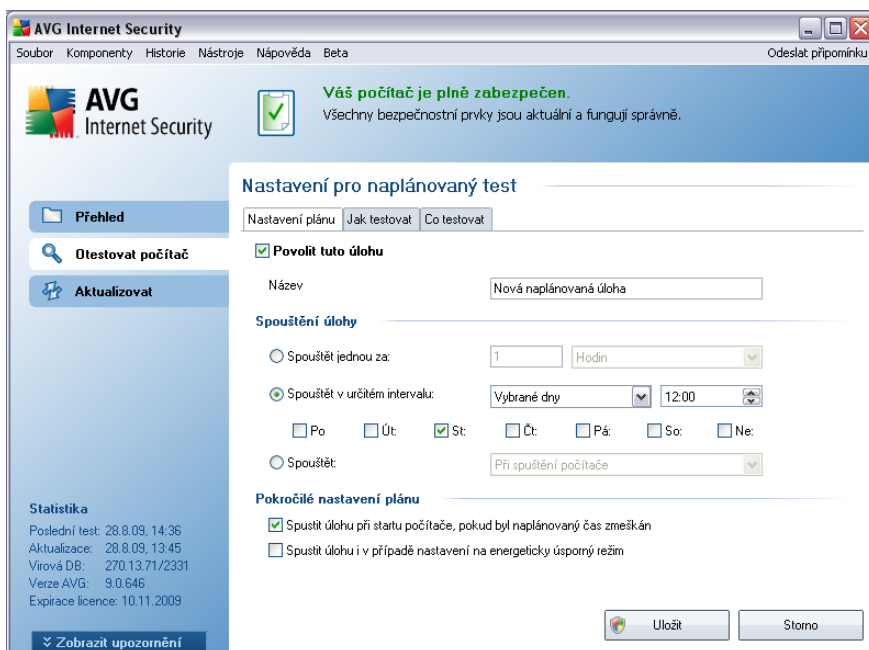 AVG Internet Security
Soubor Komponenty Historie Nástroje Nápověda Beta Odeslat připomínku
AVG
Internet Security
Váš počítač je plně zabezpečen.
Všechny bezpečnostní prvky jsou aktuální a fungují správně.
Přehled
Otestovat počítač
Aktualizovat
Nastavení pro naplánovaný test
Nastavení plánu Jak testovat Co testovat
Povolit tuto úlohu
Název Nová naplánovaná úloha
Spouštění úlohy
Spouštět jednou za: 1 Hodin
Spouštět v určitém intervalu: Vybrané dny 12:00
Po Út: St: Čt: Pá: So: Ne:
Spouštět: Při spuštění počítače
Pokročilé nastavení plánu
Spustit úlohu při startu počítače, pokud byl naplánovaný čas zmeškán
Spustit úlohu i v případě nastavení na energeticky úsporný režim
Statistika
Poslední test: 28.8.09, 14:36
Aktualizace: 28.8.09, 13:45
Virová DB: 270.13.71/2331
Verze AVG: 9.0.646
Expirace licence: 10.11.2009
Zobrazit upozornění
Uložit Storno